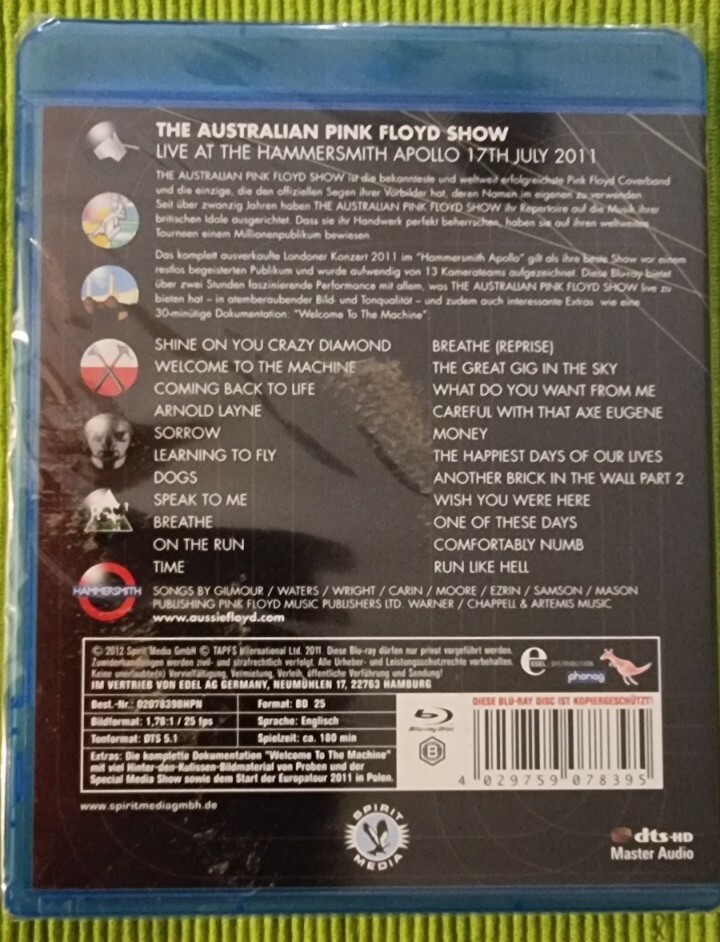 THE AUSTRALIAN PINK FLOYD SHOW
LIVE AT THE HAMMERSMITH APOLLO 17TH JULY 2011
THE AUSTRALIAN PINK FLOYD SHOW ist die bekannteste und weltweit erfolgreichste Pink Floyd Coverband
und die einzige, die den offiziellen Segen ihrer Vorbilder hat, deren Namen im eigenen zu verwenden.
Seit über zwanzig Jahren haben THE AUSTRALIAN PINK FLOYD SHOW ihr Repertoire auf die Musik ihrer
britischen Idole ausgerichtet. Dass sie ihr Handwerk perfekt beherrschen, haben sie auf ihren weltweiten
Tourneen einem Millionenpublikum bewiesen.
Das komplett ausverkaufte Londoner Konzert 2011 im "Hammersmith Apollo" gilt als ihre beste Show vor einem
restlos begeisterten Publikum und wurde aufwendig von 13 Kamerateams aufgezeichnet. Diese Blu-ray bietet
über zwei Stunden faszinierende Performance mit allem, was THE AUSTRALIAN PINK FLOYD SHOW live zu
bieten hat – in atemberaubender Bild- und Tonqualität – und zudem auch interessante Extras wie eine
30-minütige Dokumentation: "Welcome To The Machine".
SHINE ON YOU CRAZY DIAMOND
WELCOME TO THE MACHINE
COMING BACK TO LIFE
ARNOLD LAYNE
SORROW
LEARNING TO FLY
DOGS
SPEAK TO ME
BREATHE
ON THE RUN
TIME
BREATHE (REPRISE)
THE GREAT GIG IN THE SKY
WHAT DO YOU WANT FROM ME
CAREFUL WITH THAT AXE EUGENE
MONEY
THE HAPPIEST DAYS OF OUR LIVES
ANOTHER BRICK IN THE WALL PART 2
WISH YOU WERE HERE
ONE OF THESE DAYS
COMFORTABLY NUMB
RUN LIKE HELL
HAMMERSMITH
SONGS BY GILMOUR / WATERS / WRIGHT / CARIN / MOORE / EZRIN / SAMSON / MASON
PUBLISHING PINK FLOYD MUSIC PUBLISHERS LTD. WARNER / CHAPPELL & ARTEMIS MUSIC
www.aussiefloyd.com
© 2012 Spirit Media GmbH © TAPFS International Ltd. 2011. Diese Blu-ray dürfen nur privat vorgeführt werden.
Zuwiderhandlungen werden zivil- und strafrechtlich verfolgt. Alle Urheber- und Leistungsschutzrechte vorbehalten.
Keine unerlaubte(n) Vervielfältigung, Vermietung, Verleih, öffentliche Vorführung und Sendung!
IM VERTRIEB VON EDEL AG GERMANY, NEUMÜHLEN 17, 22763 HAMBURG
e
EDEL DISTRIBUTION
phonag
Best.-Nr.: 0207839BHPN
Format: BD 25
Bildformat: 1,78:1 / 25 fps
Sprache: Englisch
Tonformat: DTS 5.1
Spielzeit: ca. 180 min
Extras: Die komplette Dokumentation "Welcome To The Machine"
mit viel Hinter-den-Kulissen-Bildmaterial von Proben und der
Special Media Show sowie dem Start der Europatour 2011 in Polen.
Blu-ray Disc
B
DIESE BLU-RAY DISC IST KOPIERGESCHÜTZT!
4 029759 078395
www.spiritmediagmbh.de
SPIRIT
MEDIA
dts-HD
Master Audio